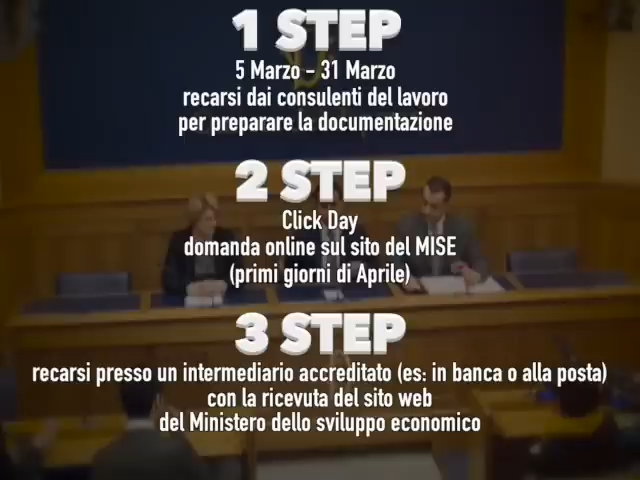 1 STEP
5 Marzo - 31 Marzo
recarsi dai consulenti del lavoro
per preparare la documentazione
2 STEP
Click Day
domanda online sul sito del MISE
(primi giorni di Aprile)
3 STEP
recarsi presso un intermediario accreditato (es: in banca o alla posta)
con la ricevuta del sito web
del Ministero dello sviluppo economico